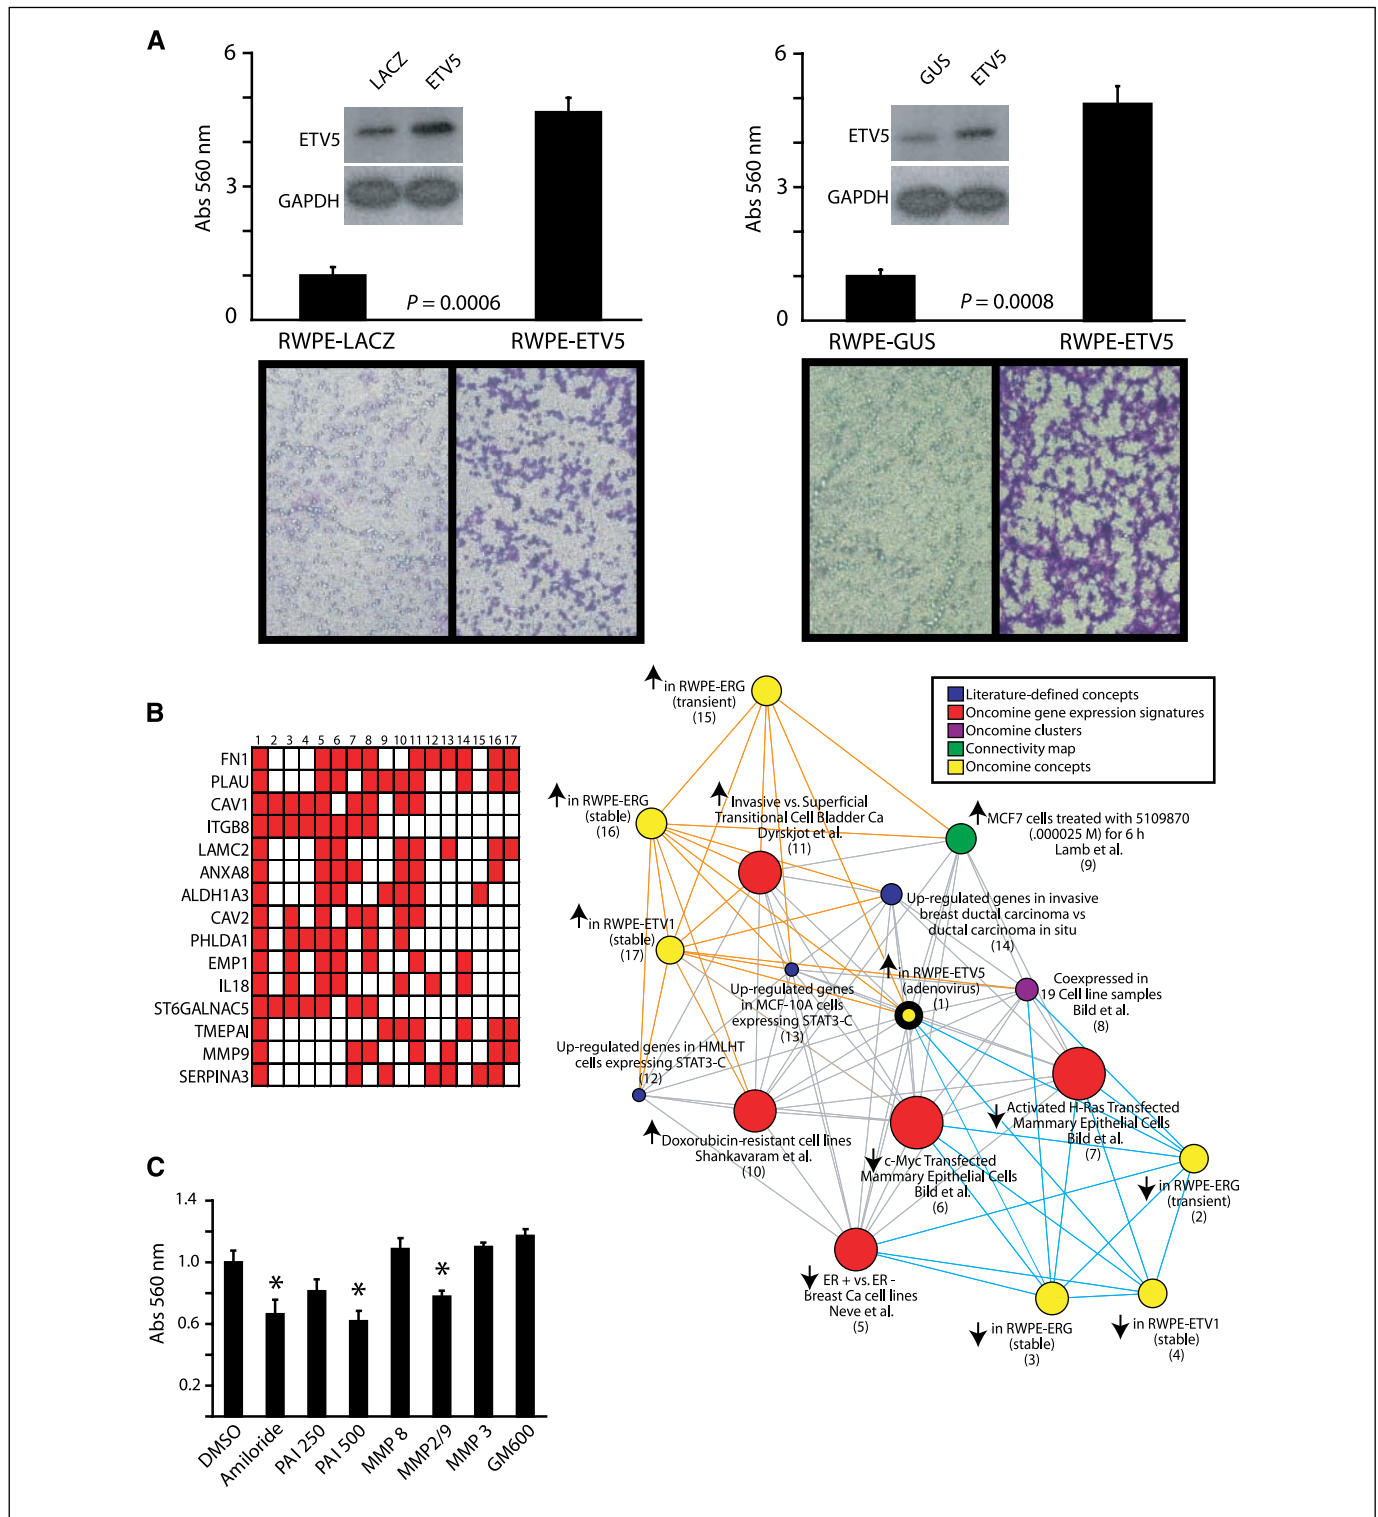 A
6
3
0
Abs 560 nm
LACZ
ETV5
ETV5
GAPDH
P = 0.0006
RWPE-LACZ
RWPE-ETV5
6
3
0
Abs 560 nm
GUS
ETV5
ETV5
GAPDH
P = 0.0008
RWPE-GUS
RWPE-ETV5
B
1 2 3 4 5 6 7 8 9 10 11 12 13 14 15 16 17
FN1
PLAU
CAV1
ITGB8
LAMC2
ANXA8
ALDH1A3
CAV2
PHLDA1
EMP1
IL18
ST6GALNAC5
TMEPAI
MMP9
SERPINA3
Literature-defined concepts
Oncomine gene expression signatures
Oncomine clusters
Connectivity map
Oncomine concepts
in RWPE-ERG
(transient)
(15)
in RWPE-ERG
(stable)
(16)
Invasive vs. Superficial
Transitional Cell Bladder Ca
Dyrskjot et al.
(11)
MCF7 cells treated with 5109870
(.000025 M) for 6 h
Lamb et al.
(9)
Up-regulated genes in invasive
breast ductal carcinoma vs
ductal carcinoma in situ
(14)
in RWPE-ETV1
(stable)
(17)
in RWPE-ETV5
(adenovirus)
(1)
Coexpressed in
19 Cell line samples
Bild et al.
(8)
Up-regulated genes
in MCF-10A cells
expressing STAT3-C
(13)
Up-regulated genes in HMLHT
cells expressing STAT3-C
(12)
Doxorubicin-resistant cell lines
Shankavaram et al.
(10)
c-Myc Transfected
Mammary Epithelial Cells
Bild et al.
(6)
Activated H-Ras Transfected
Mammary Epithelial Cells
Bild et al.
(7)
in RWPE-ERG
(transient)
(2)
ER + vs. ER -
Breast Ca cell lines
Neve et al.
(5)
in RWPE-ERG
(stable)
(3)
in RWPE-ETV1
(stable)
(4)
C
1.4
1.0
0.6
0.2
Abs 560 nm
*
*
*
DMSO
Amiloride
PAI 250
PAI 500
MMP 8
MMP2/9
MMP 3
GM600